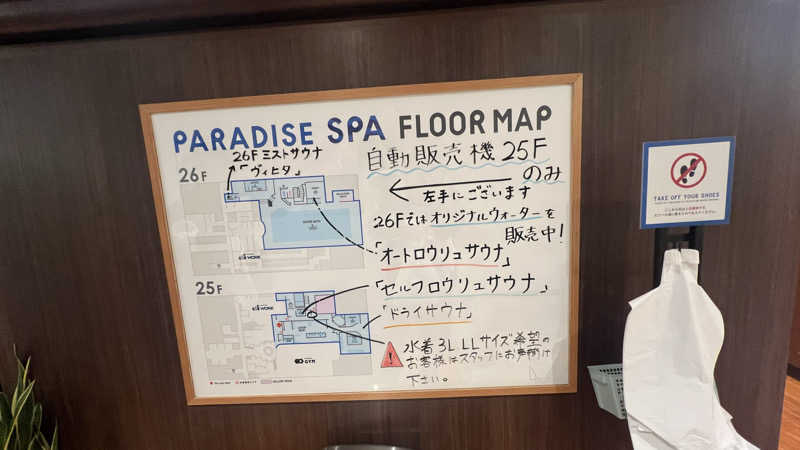 PARADISE SPA FLOOR MAP
26F ミストサウナ
「ヴィヒタ」
26F
自動販売機25F
のみ
左手にございます
26Fではオリジナルウォーターを
販売中!
「オートロウリュサウナ」
25F
「セルフロウリュサウナ」
「ドライサウナ」
水着3L LLサイズ希望の
お客様はスタッフにお声掛け
下さい。
TAKE OFF YOUR SHOES